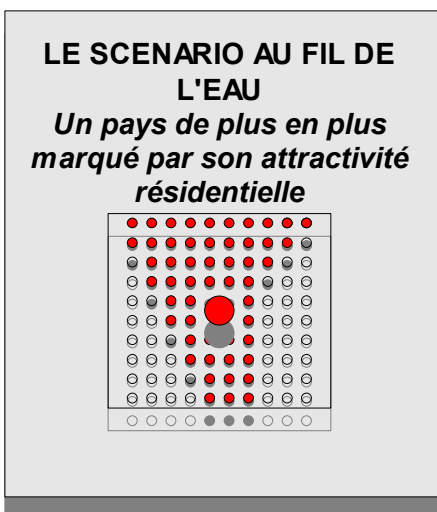 LE SCENARIO AU FIL DE
L'EAU
Un pays de plus en plus
marqué par son attractivité
résidentielle